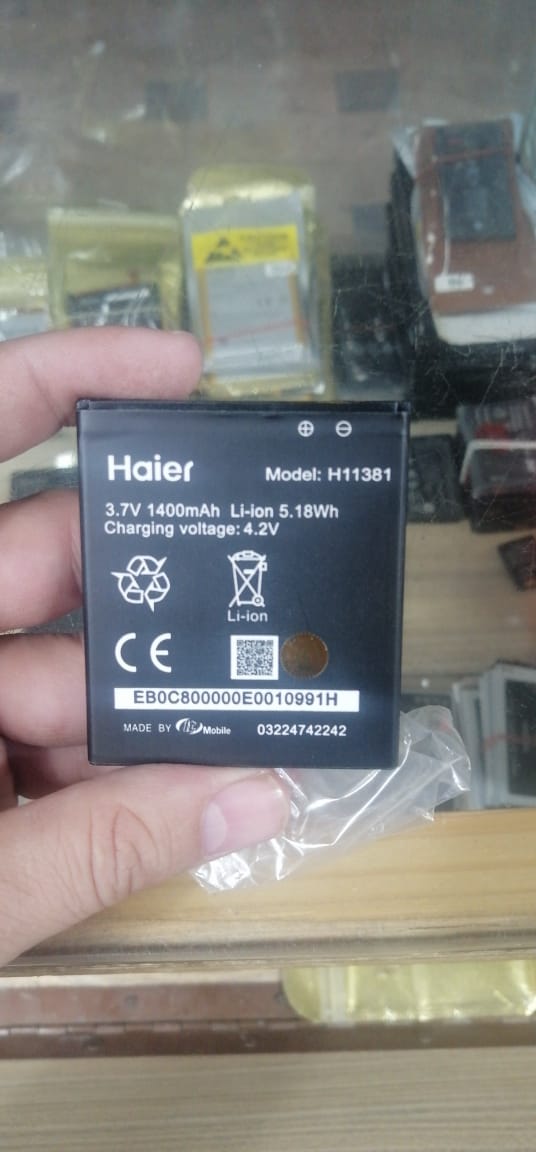 ⊕ ⊖
Haier
Model: H11381
3.7V 1400mAh Li-ion 5.18Wh
Charging voltage: 4.2V
Li-ion
CE
EB0C800000E0010991H
MADE BY Mobile 03224742242